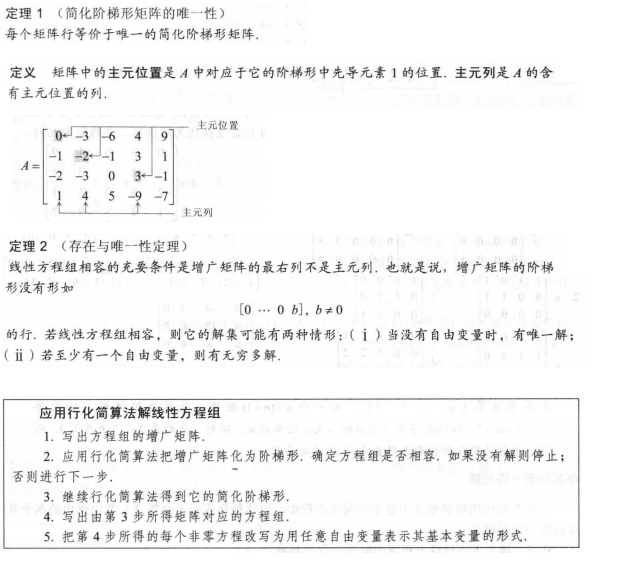 定理 1 (简化阶梯形矩阵的唯一性)
每个矩阵行等价于唯一的简化阶梯形矩阵.
定义 矩阵中的主元位置是 A 中对应于它的阶梯形中先导元素 1 的位置. 主元列是 A 的含
有主元位置的列.
主元位置
0 -3 -6 4 9
-1 -2 -1 3 1
A=
-2 -3 0 3 -1
1 4 5 -9 -7
主元列
定理 2 (存在与唯一性定理)
线性方程组相容的充要条件是增广矩阵的最右列不是主元列. 也就是说, 增广矩阵的阶梯
形没有形如
[0 ⋯ 0 b], b≠0
的行. 若线性方程组相容, 则它的解集可能有两种情形: (ⅰ) 当没有自由变量时, 有唯一解;
(ⅱ) 若至少有一个自由变量, 则有无穷多解.
应用行化简算法解线性方程组
1. 写出方程组的增广矩阵.
2. 应用行化简算法把增广矩阵化为阶梯形. 确定方程组是否相容. 如果没有解则停止;
否则进行下一步.
3. 继续行化简算法得到它的简化阶梯形.
4. 写出由第 3 步所得矩阵对应的方程组.
5. 把第 4 步所得的每个非零方程改写为用任意自由变量表示其基本变量的形式.